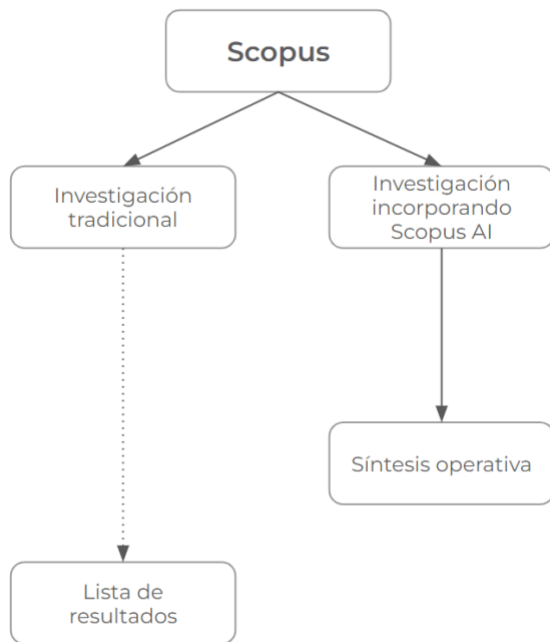 Scopus
Investigación
tradicional
Investigación
incorporando
Scopus AI
Síntesis operativa
Lista de
resultados